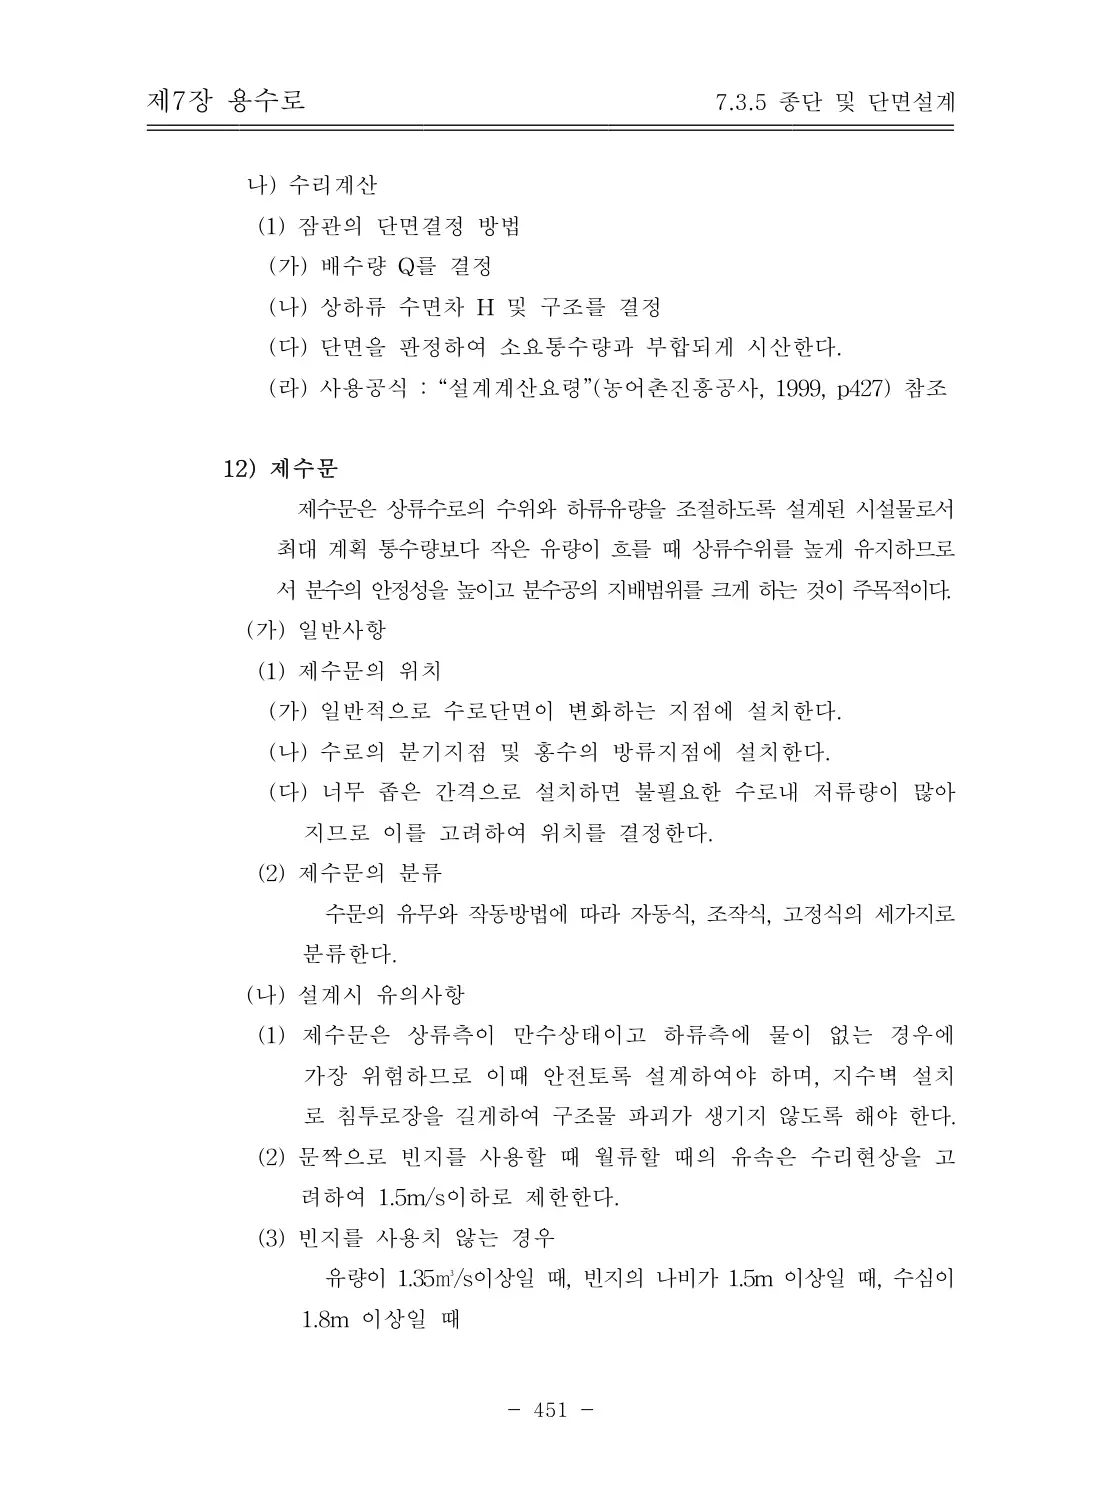 제7장 용수로
7.3.5 종단 및 단면설계
나) 수리계산
(1) 잠관의 단면결정 방법
(가) 배수량 Q를 결정
(나) 상하류 수면차 H 및 구조를 결정
(다) 단면을 판정하여 소요통수량과 부합되게 시산한다.
(라) 사용공식 : “설계계산요령”(농어촌진흥공사, 1999, p427) 참조
12) 제수문
제수문은 상류수로의 수위와 하류유량을 조절하도록 설계된 시설물로서
최대 계획 통수량보다 작은 유량이 흐를 때 상류수위를 높게 유지하므로
서 분수의 안정성을 높이고 분수공의 지배범위를 크게 하는 것이 주목적이다.
(가) 일반사항
(1) 제수문의 위치
(가) 일반적으로 수로단면이 변화하는 지점에 설치한다.
(나) 수로의 분기지점 및 홍수의 방류지점에 설치한다.
(다) 너무 좁은 간격으로 설치하면 불필요한 수로내 저류량이 많아
지므로 이를 고려하여 위치를 결정한다.
(2) 제수문의 분류
수문의 유무와 작동방법에 따라 자동식, 조작식, 고정식의 세가지로
분류한다.
(나) 설계시 유의사항
(1) 제수문은 상류측이 만수상태이고 하류측에 물이 없는 경우에
가장 위험하므로 이때 안전토록 설계하여야 하며, 지수벽 설치
로 침투로장을 길게하여 구조물 파괴가 생기지 않도록 해야 한다.
(2) 문짝으로 빈지를 사용할 때 월류할 때의 유속은 수리현상을 고
려하여 1.5m/s이하로 제한한다.
(3) 빈지를 사용치 않는 경우
유량이 1.35㎥/s이상일 때, 빈지의 나비가 1.5m 이상일 때, 수심이
1.8m 이상일 때
- 451 -